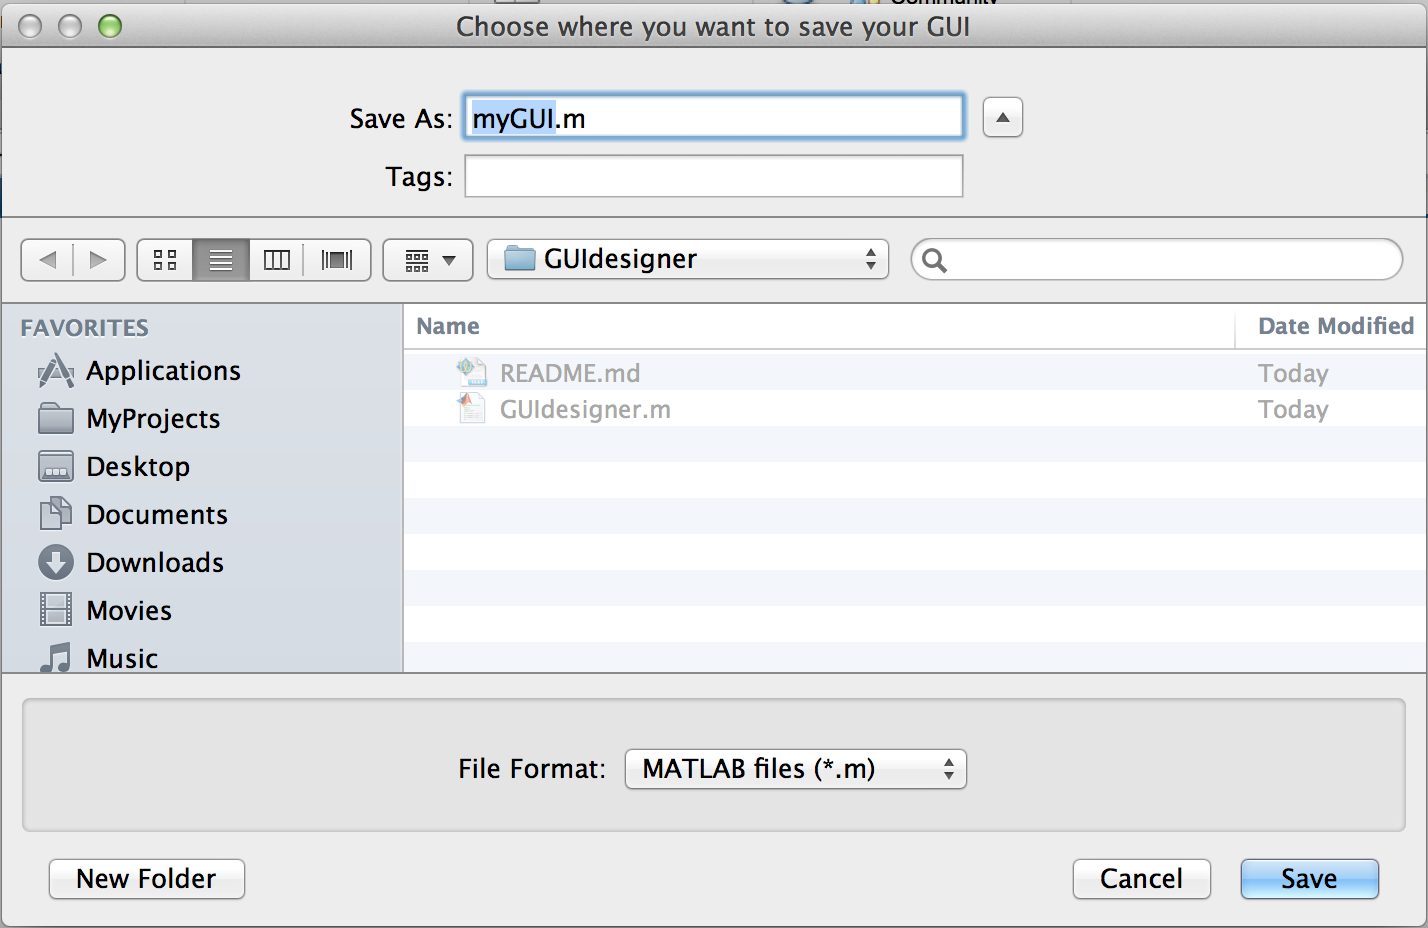 Community
Choose where you want to save your GUI
Save As: myGUI.m
Tags:
GUIdesigner
FAVORITES
Applications
MyProjects
Desktop
Documents
Downloads
Movies
Music
Name Date Modified
README.md Today
GUIdesigner.m Today
File Format: MATLAB files (*.m)
New Folder Cancel Save